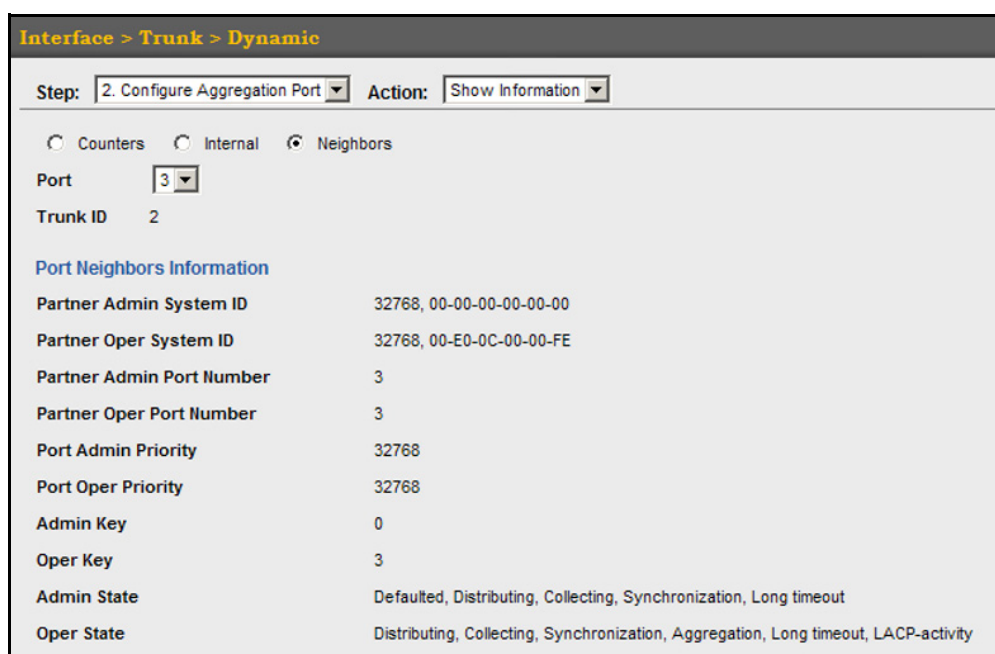 Interface > Trunk > Dynamic
Step: 2. Configure Aggregation Port Action: Show Information
Counters Internal Neighbors
Port 3
Trunk ID 2
Port Neighbors Information
Partner Admin System ID 32768, 00-00-00-00-00-00
Partner Oper System ID 32768, 00-E0-0C-00-00-FE
Partner Admin Port Number 3
Partner Oper Port Number 3
Port Admin Priority 32768
Port Oper Priority 32768
Admin Key 0
Oper Key 3
Admin State Defaulted, Distributing, Collecting, Synchronization, Long timeout
Oper State Distributing, Collecting, Synchronization, Aggregation, Long timeout, LACP-activity